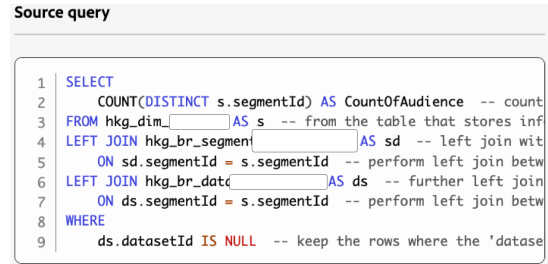 Source query
1 SELECT
2 COUNT(DISTINCT s.segmentId) AS CountOfAudience -- count
3 FROM hkg_dim_ AS s -- from the table that stores inf
4 LEFT JOIN hkg_br_segment AS sd -- left join wit
5 ON sd.segmentId = s.segmentId -- perform left join betw
6 LEFT JOIN hkg_br_data AS ds -- further left join
7 ON ds.segmentId = s.segmentId -- perform left join betw
8 WHERE
9 ds.datasetId IS NULL -- keep the rows where the 'datase